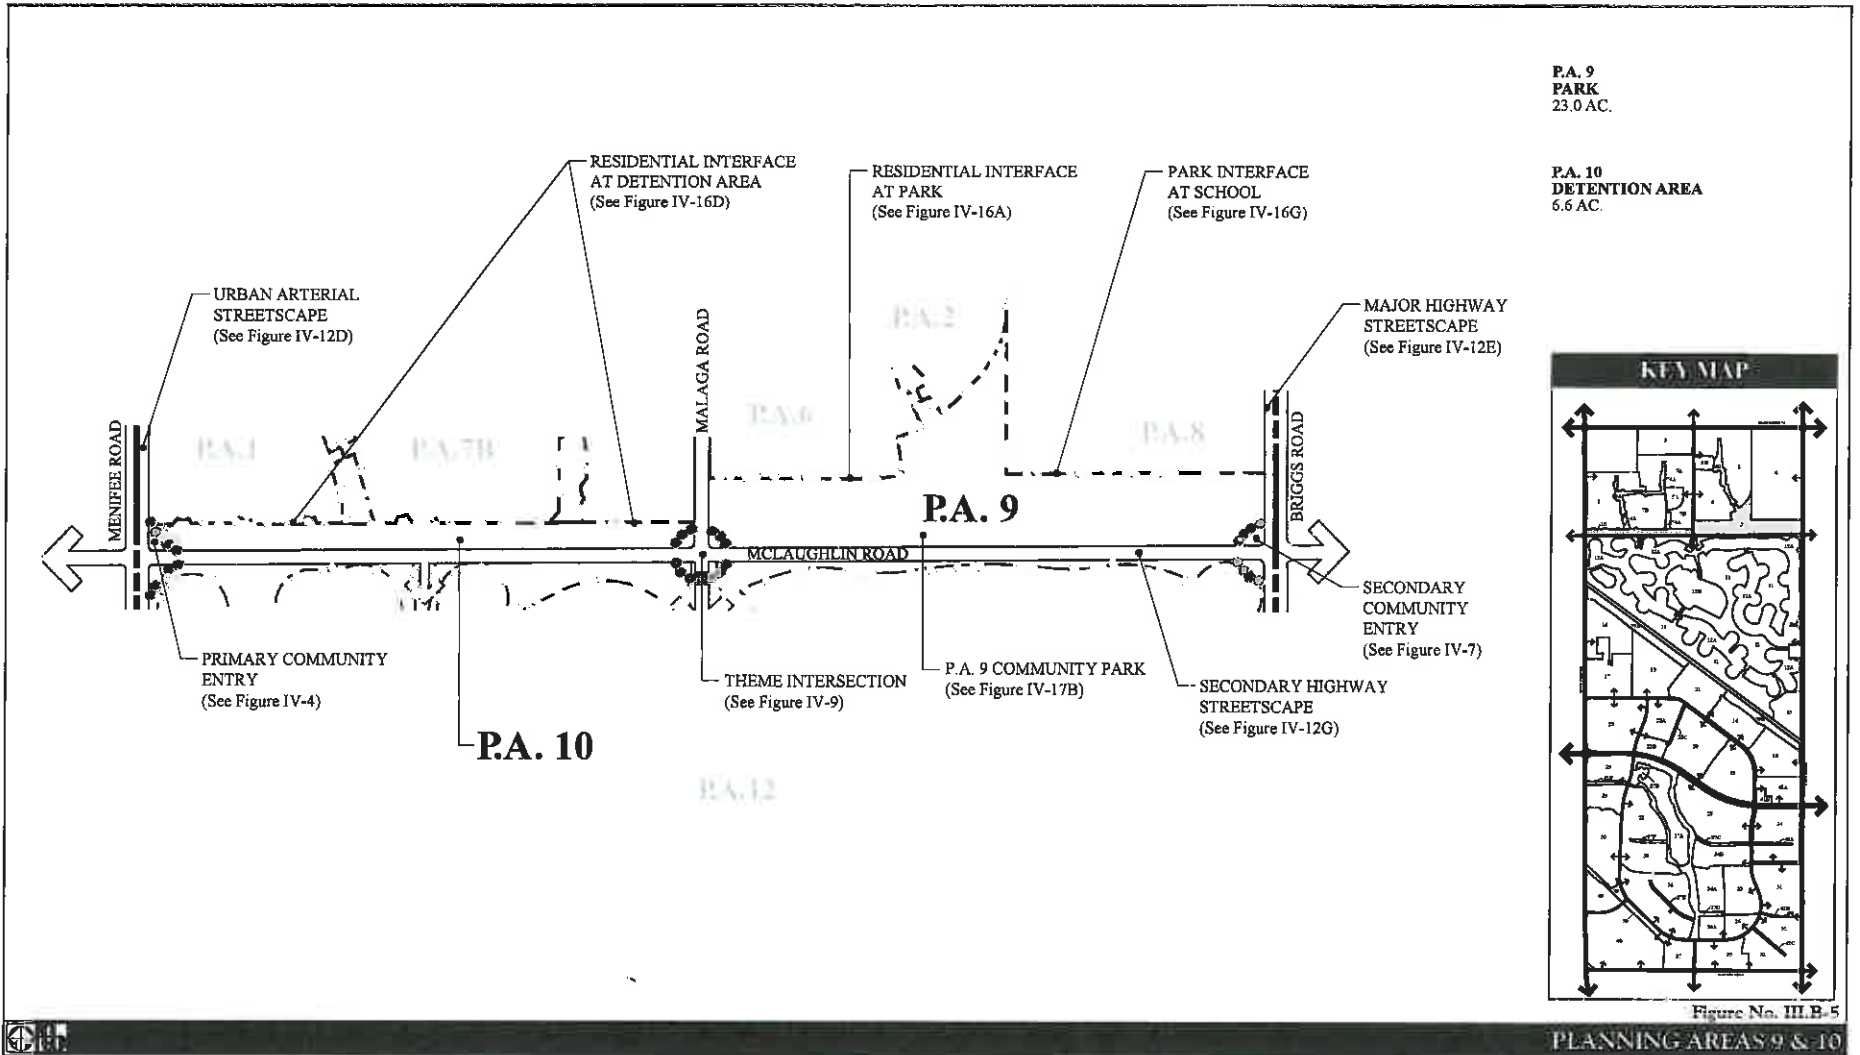 P.A. 9
PARK
23.0 AC.
P.A. 10
DETENTION AREA
6.6 AC.
RESIDENTIAL INTERFACE
AT DETENTION AREA
(See Figure IV-16D)
RESIDENTIAL INTERFACE
AT PARK
(See Figure IV-16A)
PARK INTERFACE
AT SCHOOL
(See Figure IV-16G)
URBAN ARTERIAL
STREETSCAPE
(See Figure IV-12D)
MAJOR HIGHWAY
STREETSCAPE
(See Figure IV-12E)
P.A.2
P.A.6
P.A.8
P.A.1
P.A.7B
MENIFEE ROAD
MALAGA ROAD
BRIGGS ROAD
P.A. 9
MCLAUGHLIN ROAD
PRIMARY COMMUNITY
ENTRY
(See Figure IV-4)
THEME INTERSECTION
(See Figure IV-9)
P.A. 9 COMMUNITY PARK
(See Figure IV-17B)
SECONDARY HIGHWAY
STREETSCAPE
(See Figure IV-12G)
SECONDARY
COMMUNITY
ENTRY
(See Figure IV-7)
P.A. 10
P.A.12
KEY MAP
Figure No. III.B-5
PLANNING AREAS 9 & 10